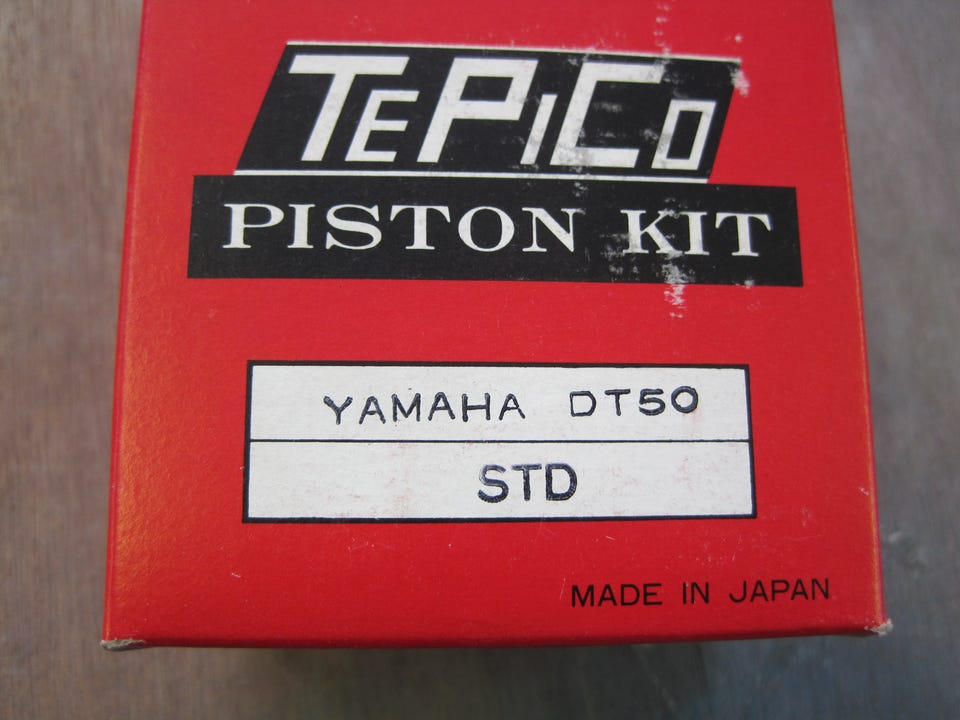 TEPICO
PISTON KIT
YAMAHA DT50
STD
MADE IN JAPAN